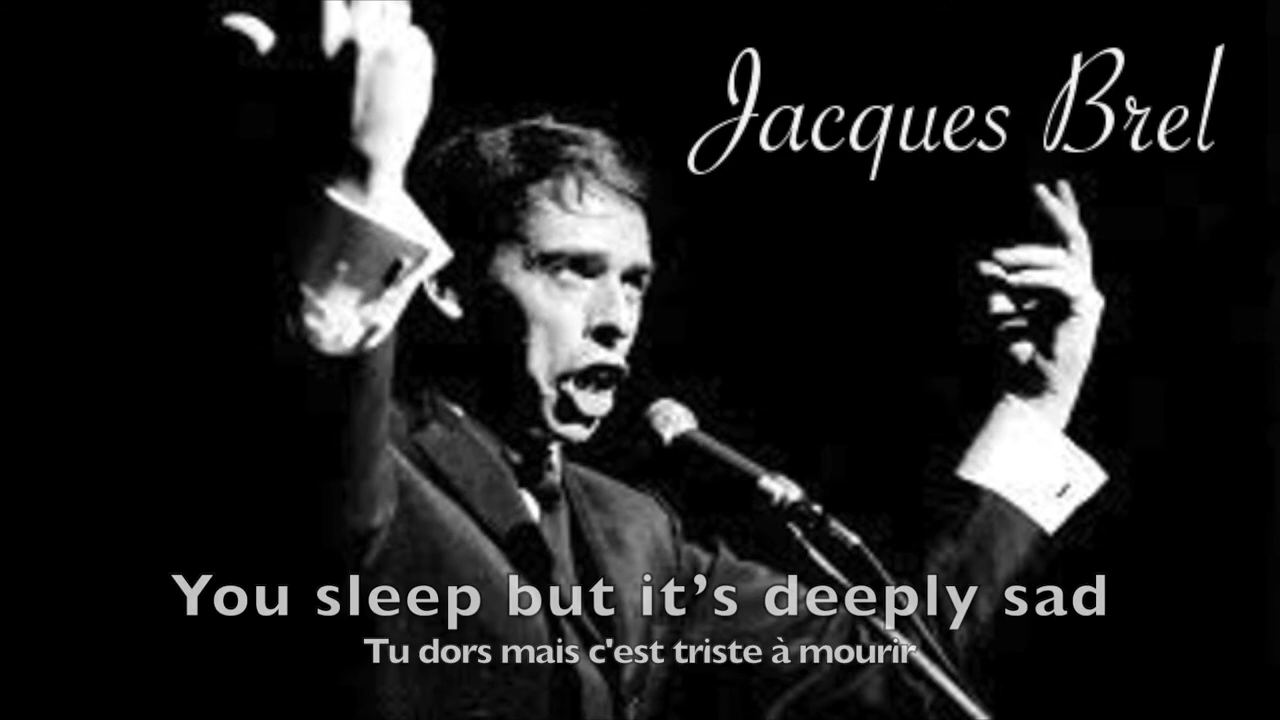 Jacques Brel
You sleep but it’s deeply sad
Tu dors mais c'est triste à mourir